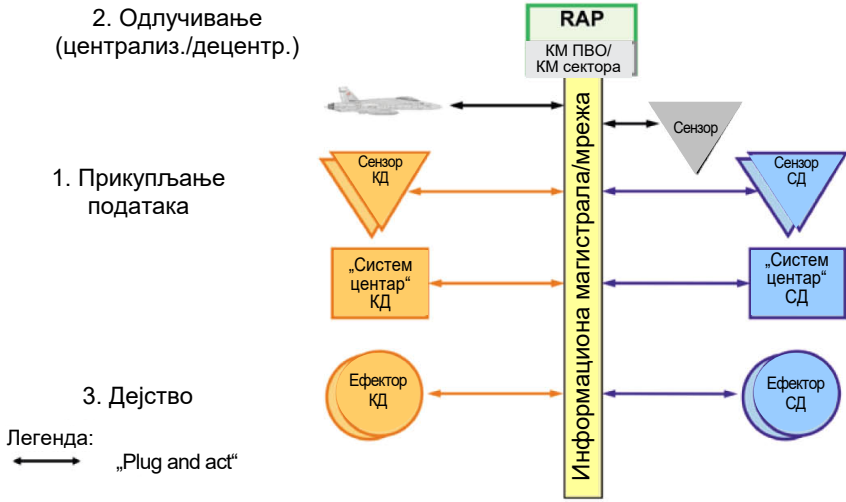 2. Одлучивање
(централиз./децентр.)
RAP
КМ ПВО/
КМ сектора
Сензор
1. Прикупљање
података
Сензор
КД
Сензор
СД
Информациона магистрала/мрежа
„Систем
центар“
КД
„Систем
центар“
СД
3. Дејство
Ефектор
КД
Ефектор
СД
Легенда:
„Plug and act“